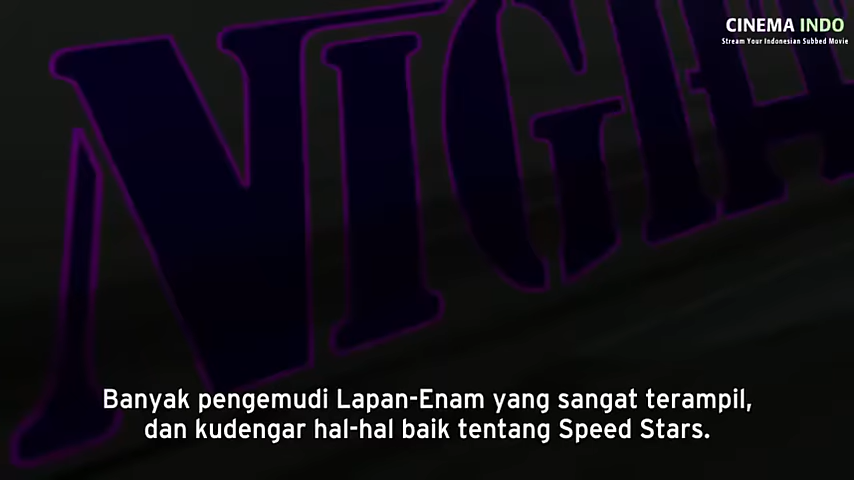 CINEMA INDO
Stream Your Indonesian Subbed Movie
NIGH
Banyak pengemudi Lapan-Enam yang sangat terampil,
dan kudengar hal-hal baik tentang Speed Stars.